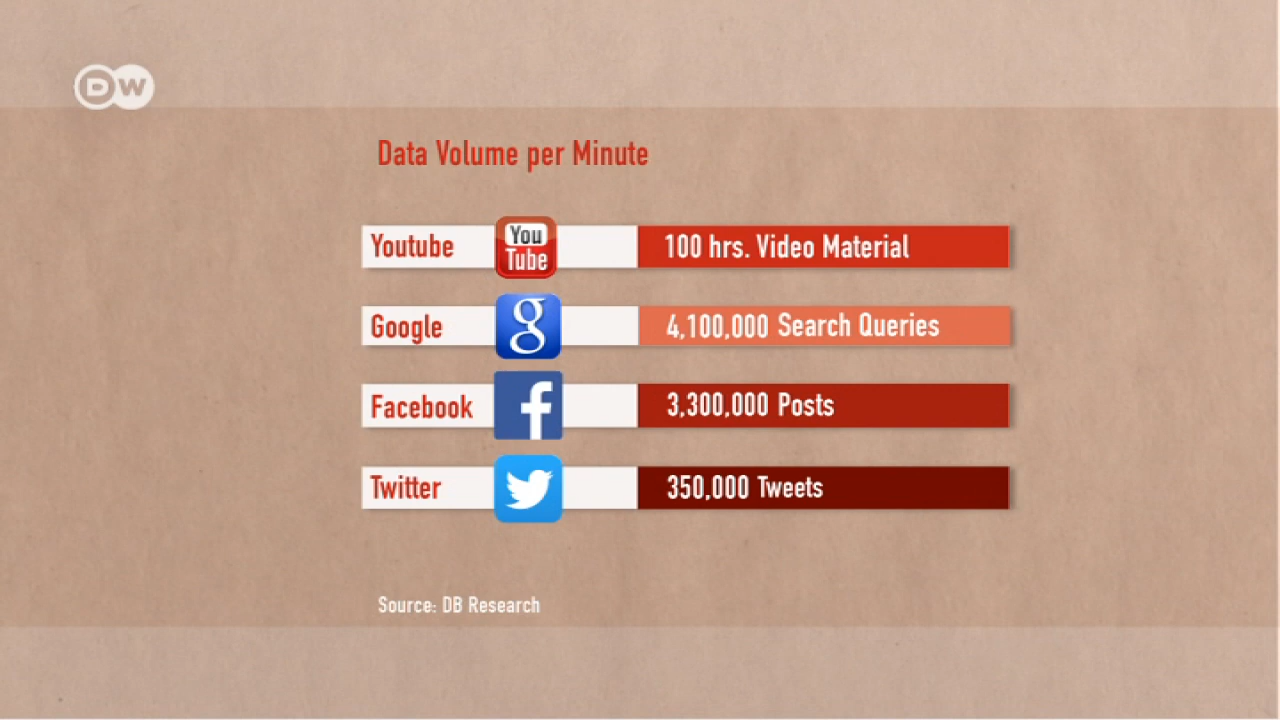 DW
Data Volume per Minute
Youtube You Tube 100 hrs. Video Material
Google g 4,100,000 Search Queries
Facebook f 3,300,000 Posts
Twitter 350,000 Tweets
Source: DB Research